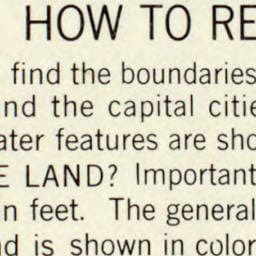 HOW TO RE
find the boundaries
nd the capital citie
ater features are sho
E LAND? Important
n feet. The general
d is shown in color